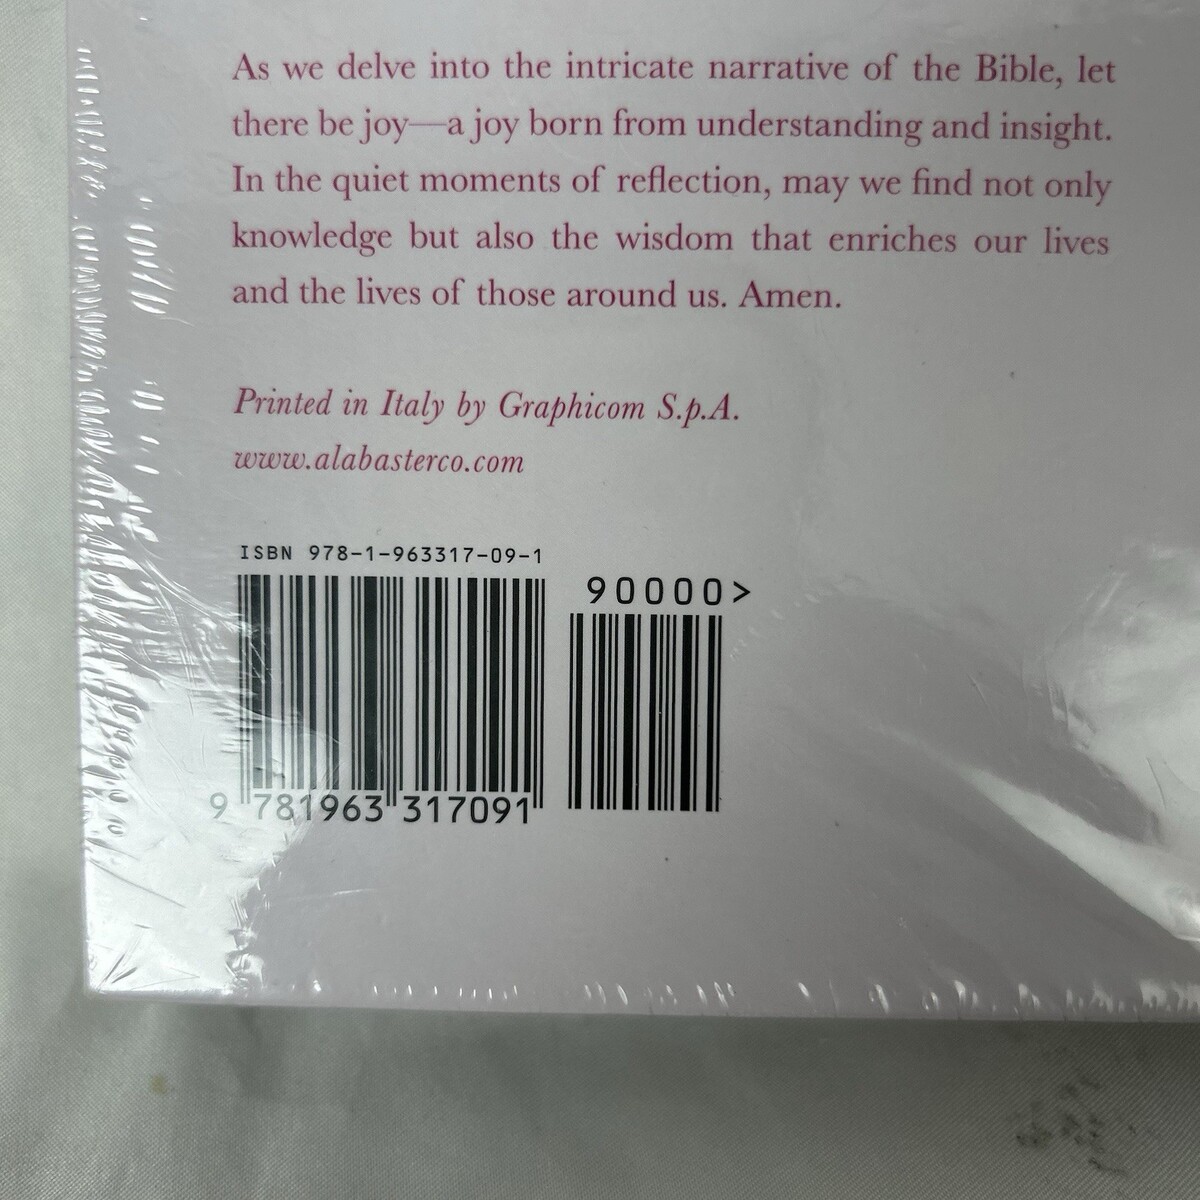 As we delve into the intricate narrative of the Bible, let
there be joy—a joy born from understanding and insight.
In the quiet moments of reflection, may we find not only
knowledge but also the wisdom that enriches our lives
and the lives of those around us. Amen.
Printed in Italy by Graphicom S.p.A.
www.alabasterco.com
ISBN 978-1-963317-09-1
90000>
9 781963 317091